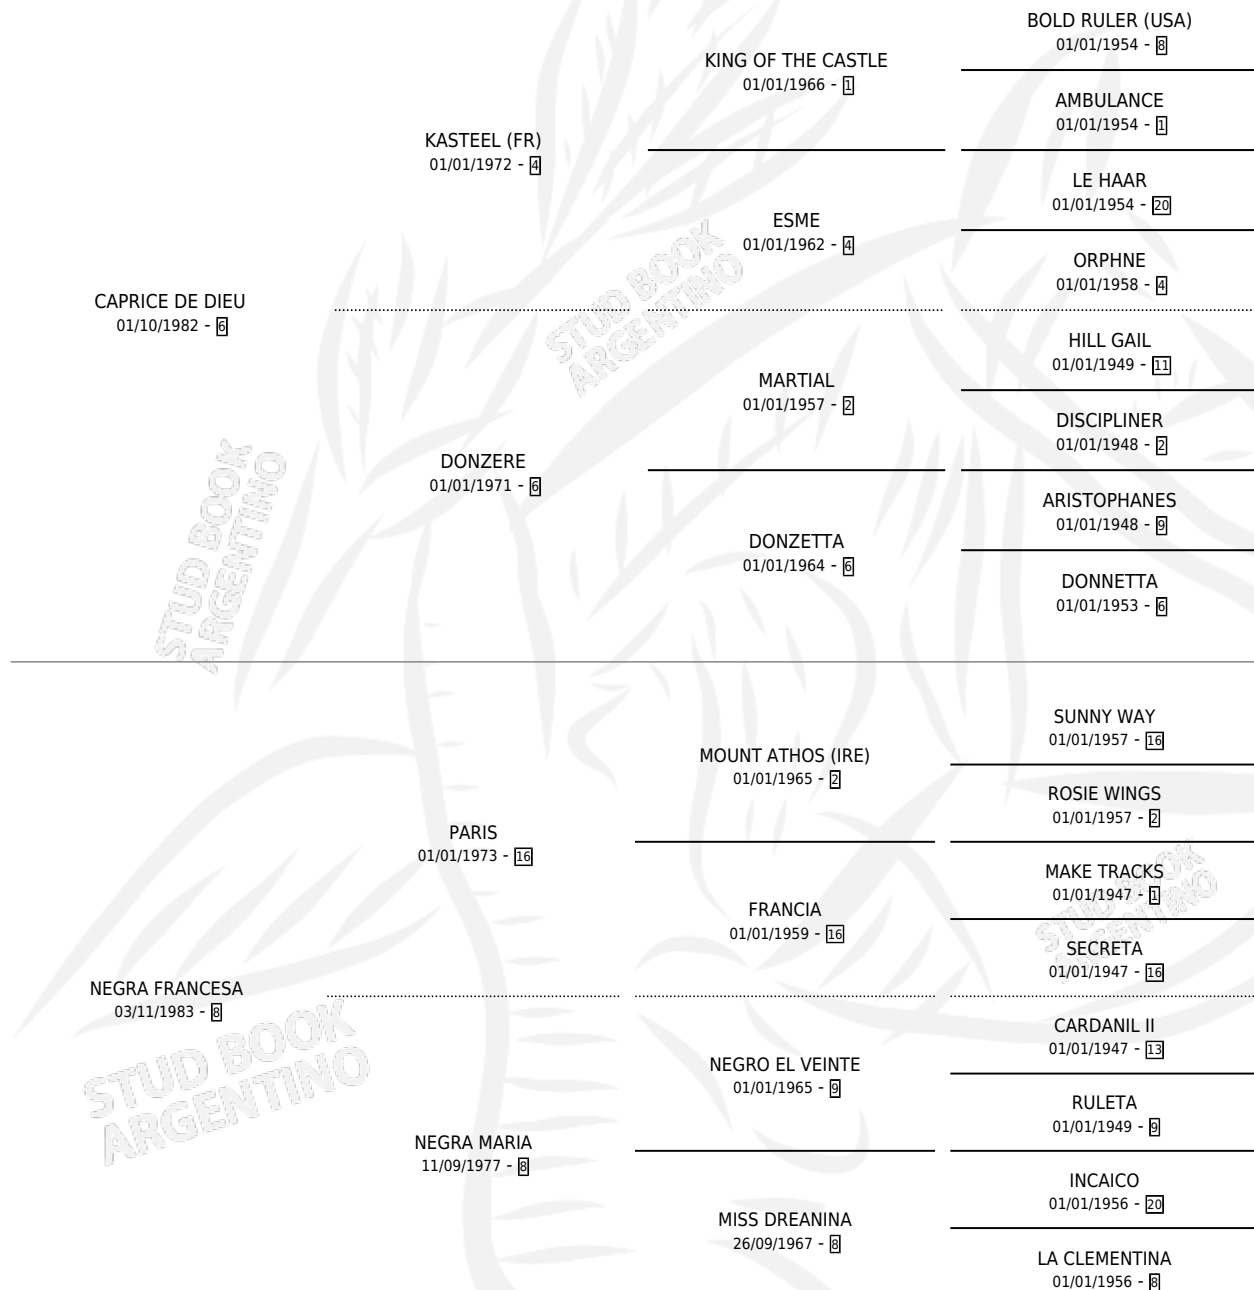 BOLD RULER (USA)
01/01/1954 - 8
KING OF THE CASTLE
01/01/1966 - 1
AMBULANCE
01/01/1954 - 1
KASTEEL (FR)
01/01/1972 - 4
LE HAAR
01/01/1954 - 20
ESME
01/01/1962 - 4
ORPHNE
01/01/1958 - 4
CAPRICE DE DIEU
01/10/1982 - 6
HILL GAIL
01/01/1949 - 11
MARTIAL
01/01/1957 - 2
DISCIPLINER
01/01/1948 - 2
DONZERE
01/01/1971 - 6
ARISTOPHANES
01/01/1948 - 9
DONZETTA
01/01/1964 - 6
DONNETTA
01/01/1953 - 6
STUD BOOK
ARGENTINO
STUD BOOK
ARGENTINO
SUNNY WAY
01/01/1957 - 16
MOUNT ATHOS (IRE)
01/01/1965 - 2
ROSIE WINGS
01/01/1957 - 2
PARIS
01/01/1973 - 16
MAKE TRACKS
01/01/1947 - 1
FRANCIA
01/01/1959 - 16
SECRETA
01/01/1947 - 16
NEGRA FRANCESA
03/11/1983 - 8
CARDANIL II
01/01/1947 - 13
NEGRO EL VEINTE
01/01/1965 - 9
RULETA
01/01/1949 - 9
NEGRA MARIA
11/09/1977 - 8
INCAICO
01/01/1956 - 20
MISS DREANINA
26/09/1967 - 8
LA CLEMENTINA
01/01/1956 - 8
STUD BOOK
ARGENTINO
STUD BOOK
ARGENTINO